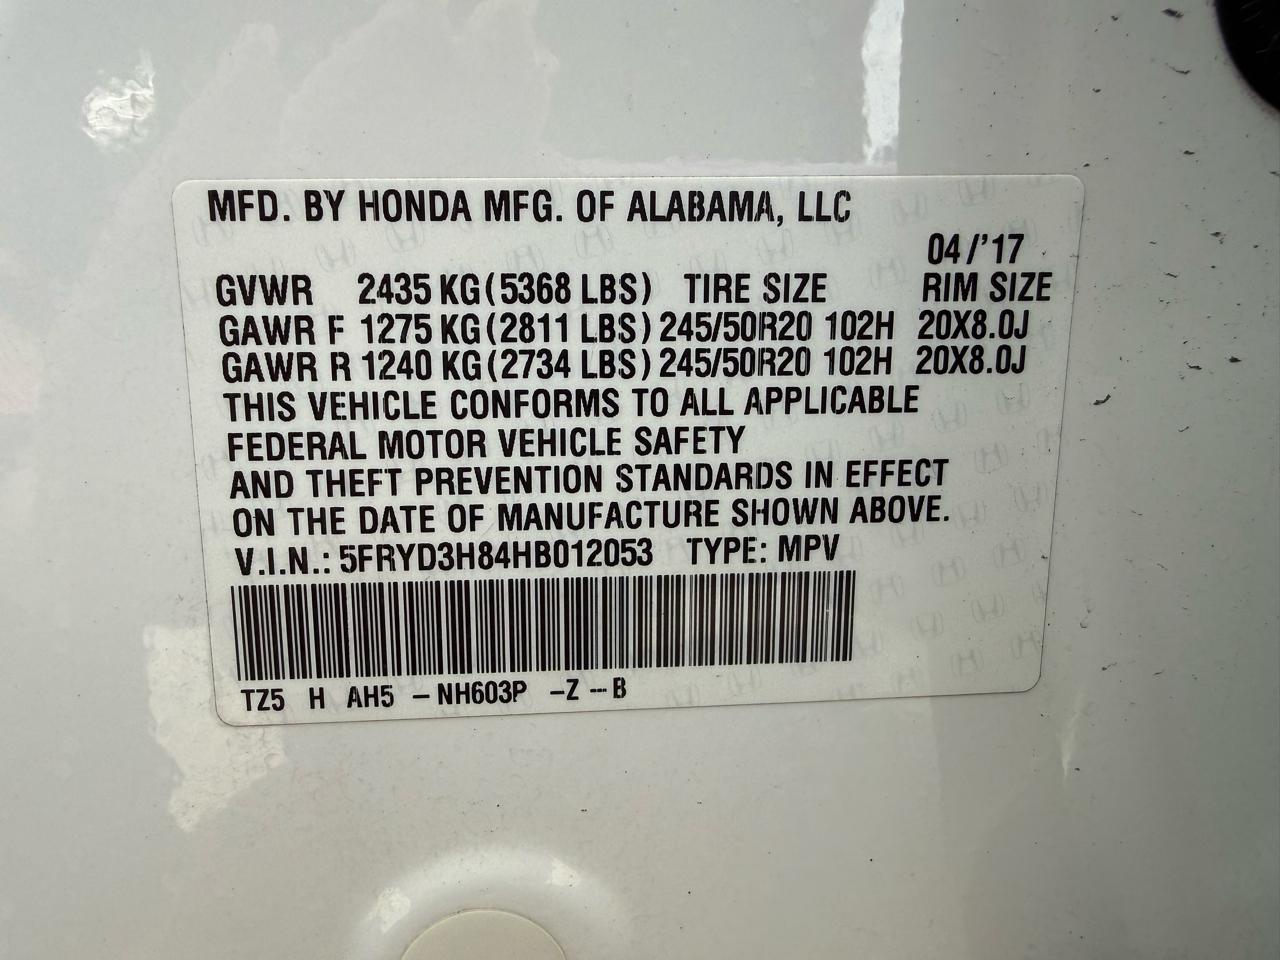 MFD. BY HONDA MFG. OF ALABAMA, LLC
04/'17
GVWR 2435 KG(5368 LBS) TIRE SIZE RIM SIZE
GAWR F 1275 KG(2811 LBS) 245/50R20 102H 20X8.0J
GAWR R 1240 KG(2734 LBS) 245/50R20 102H 20X8.0J
THIS VEHICLE CONFORMS TO ALL APPLICABLE
FEDERAL MOTOR VEHICLE SAFETY
AND THEFT PREVENTION STANDARDS IN EFFECT
ON THE DATE OF MANUFACTURE SHOWN ABOVE.
V.I.N.: 5FRYD3H84HB012053 TYPE: MPV
TZ5 H AH5 -NH603P -Z --B